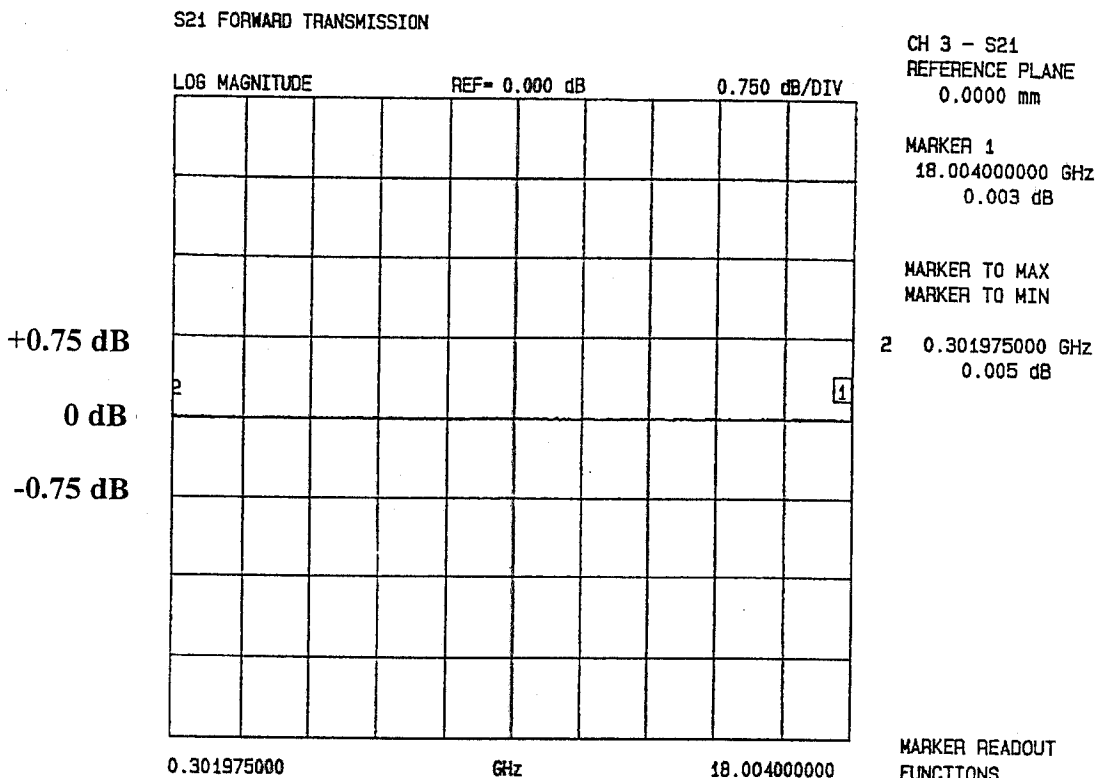 S21 FORWARD TRANSMISSION
LOG MAGNITUDE REF= 0.000 dB 0.750 dB/DIV
+0.75 dB
0 dB
-0.75 dB
2
1
0.301975000 GHz 18.004000000
CH 3 - S21
REFERENCE PLANE
0.0000 mm
MARKER 1
18.004000000 GHz
0.003 dB
MARKER TO MAX
MARKER TO MIN
2 0.301975000 GHz
0.005 dB
MARKER READOUT
FUNCTIONS